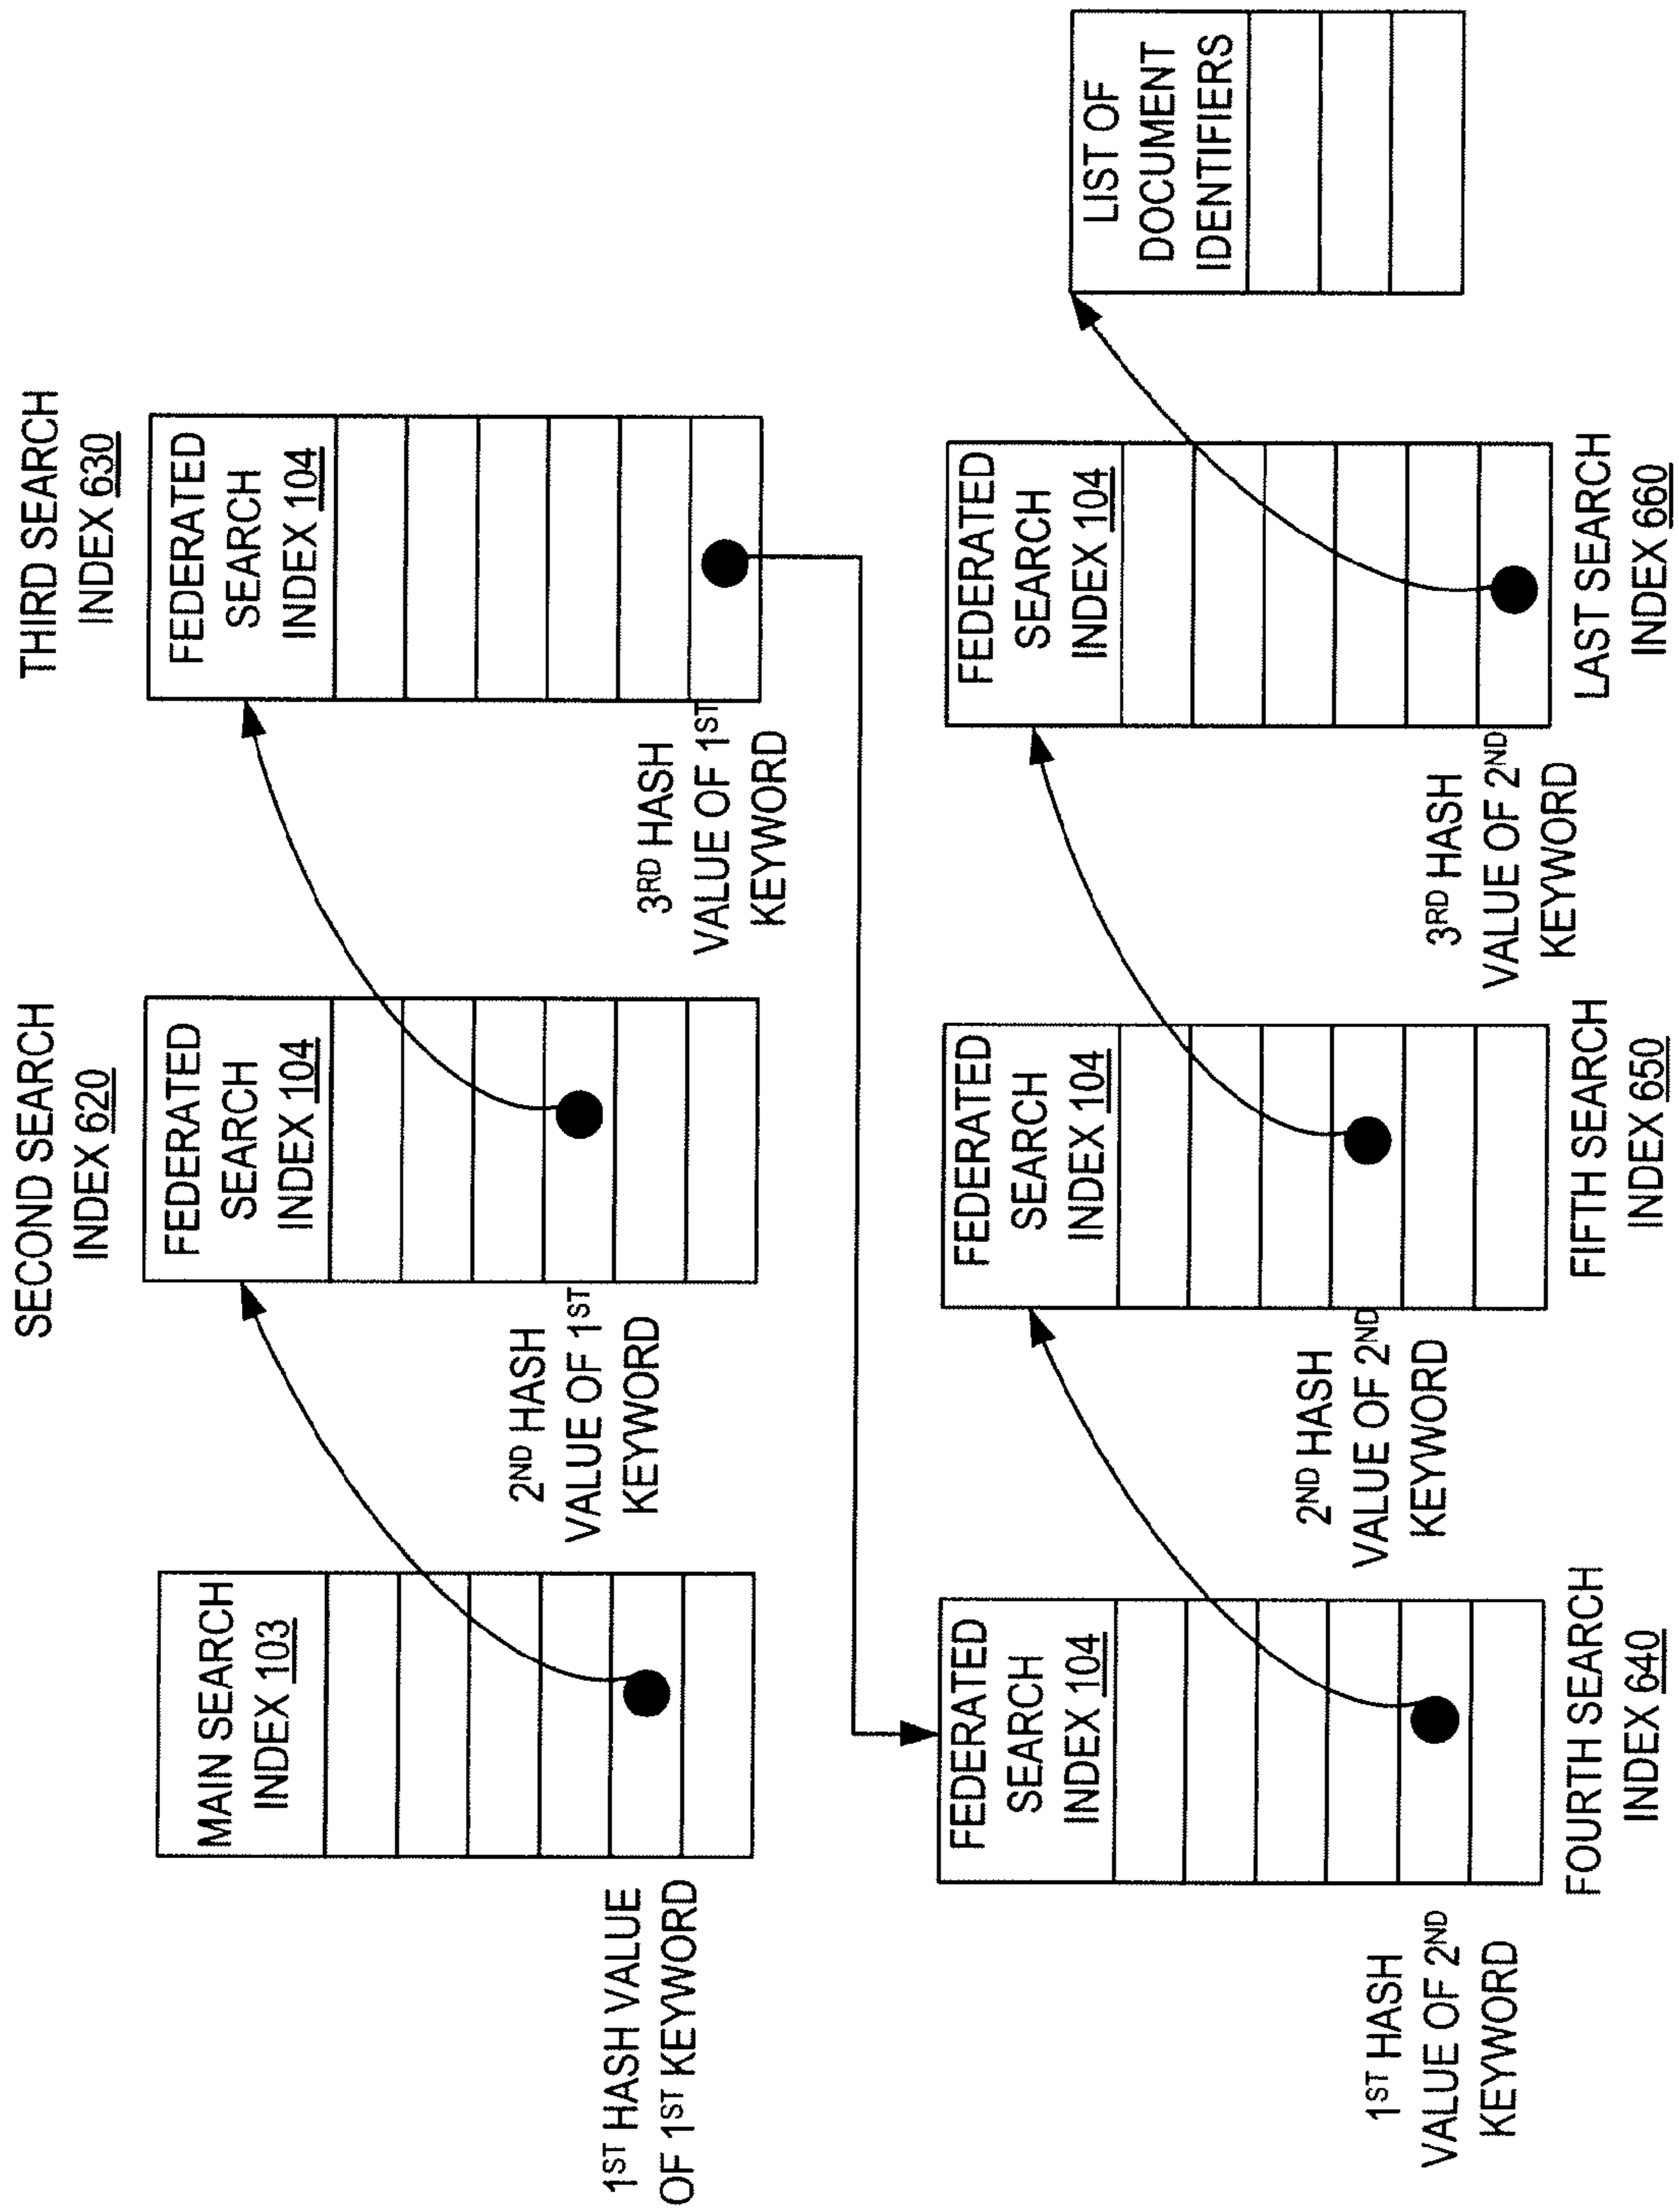 SECOND SEARCH
INDEX 620
THIRD SEARCH
INDEX 630
MAIN SEARCH
INDEX 103
FEDERATED
SEARCH
INDEX 104
FEDERATED
SEARCH
INDEX 104
1ST HASH VALUE
OF 1ST KEYWORD
2ND HASH
VALUE OF 1ST
KEYWORD
3RD HASH
VALUE OF 1ST
KEYWORD
FEDERATED
SEARCH
INDEX 104
FEDERATED
SEARCH
INDEX 104
FEDERATED
SEARCH
INDEX 104
LIST OF
DOCUMENT
IDENTIFIERS
1ST HASH
VALUE OF 2ND
KEYWORD
2ND HASH
VALUE OF 2ND
KEYWORD
3RD HASH
VALUE OF 2ND
KEYWORD
FOURTH SEARCH
INDEX 640
FIFTH SEARCH
INDEX 650
LAST SEARCH
INDEX 660